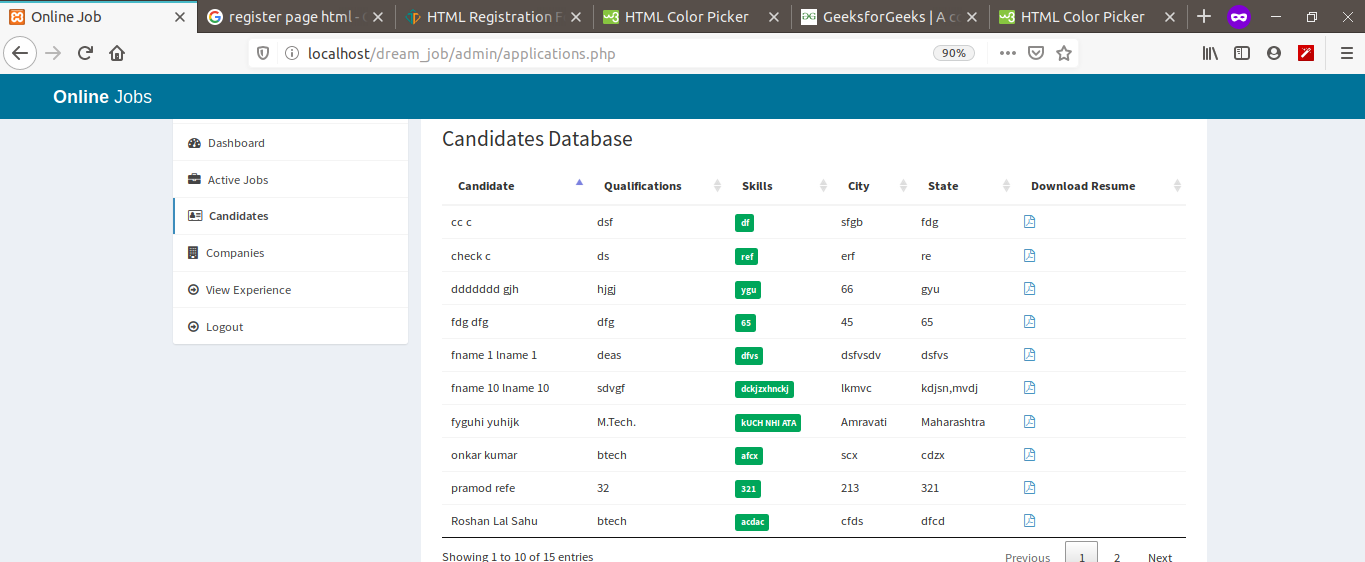 Online Job
register page html - G
HTML Registration F
HTML Color Picker
GeeksforGeeks | A c
HTML Color Picker
localhost/dream_job/admin/applications.php
90%
Online Jobs
Dashboard
Active Jobs
Candidates
Companies
View Experience
Logout
Candidates Database
Candidate Qualifications Skills City State Download Resume
cc c dsf df sfgb fdg
check c ds ref erf re
ddddddd gjh hjgj ygu 66 gyu
fdg dfg dfg 65 45 65
fname 1 lname 1 deas dfvs dsfvsdv dsfvs
fname 10 lname 10 sdvgf dckjzxhnckj lkmvc kdjsn,mvdj
fyguhi yuhijk M.Tech. kUCH NHI ATA Amravati Maharashtra
onkar kumar btech afcx scx cdzx
pramod refe 32 321 213 321
Roshan Lal Sahu btech acdac cfds dfcd
Showing 1 to 10 of 15 entries
Previous 1 2 Next